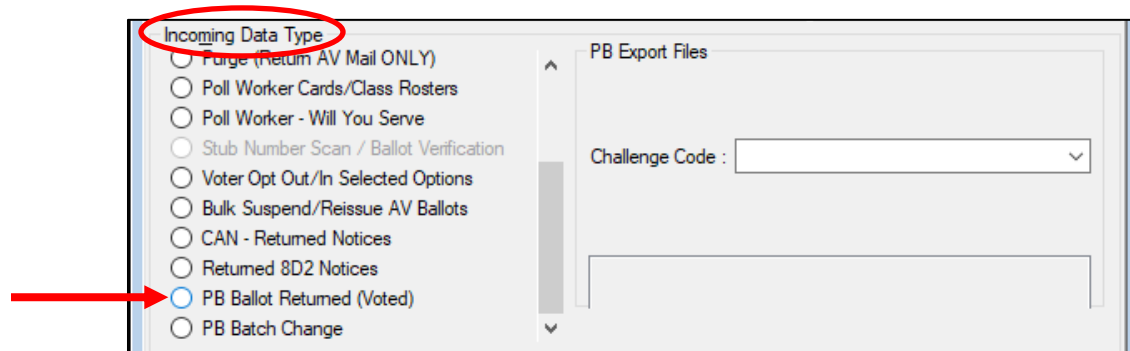 Incoming Data Type
Purge (Return AV Mail ONLY)
Poll Worker Cards/Class Rosters
Poll Worker - Will You Serve
Stub Number Scan / Ballot Verification
Voter Opt Out/In Selected Options
Bulk Suspend/Reissue AV Ballots
CAN - Returned Notices
Returned 8D2 Notices
PB Ballot Returned (Voted)
PB Batch Change
PB Export Files
Challenge Code :